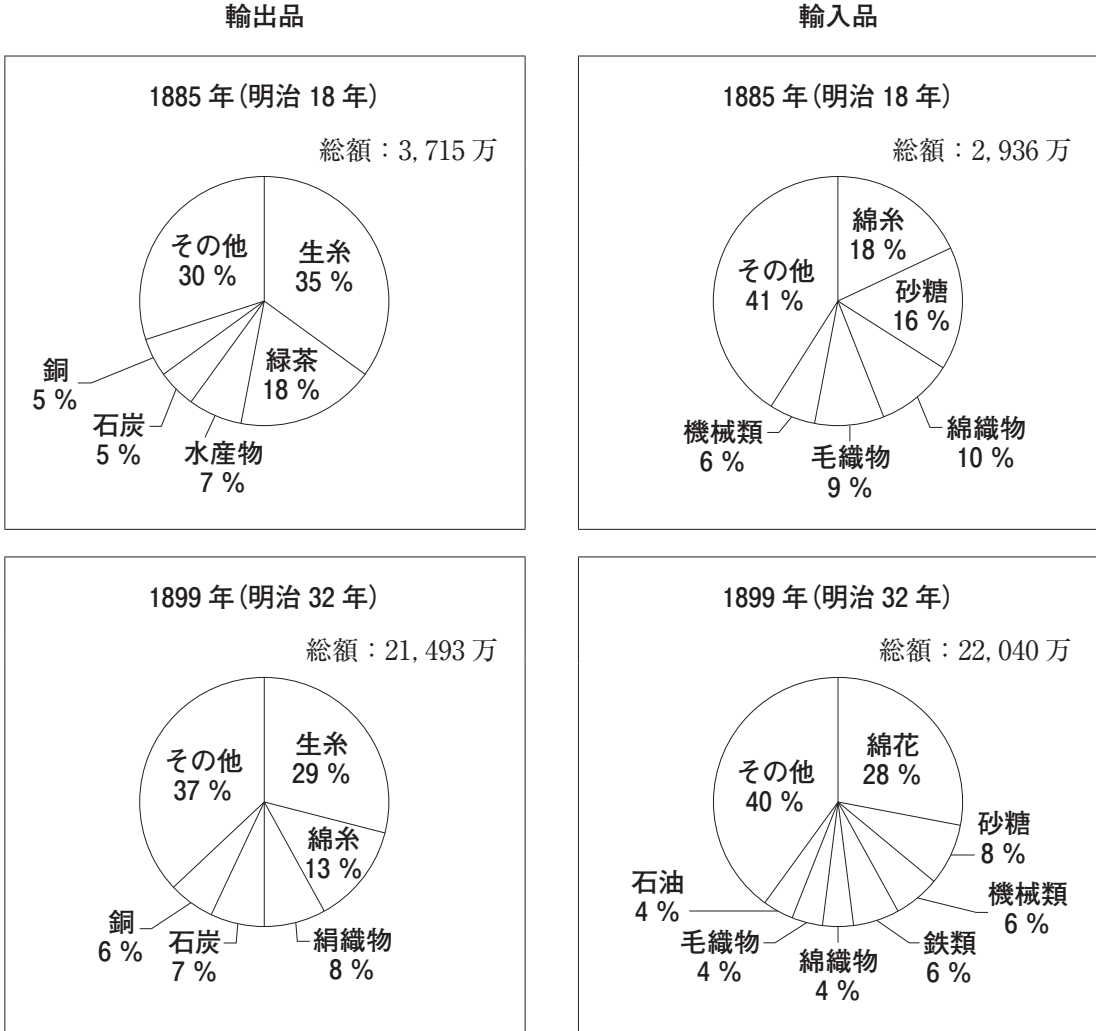 輸出品
輸入品
1885 年(明治 18 年)
総額：3,715 万
生糸
35 %
緑茶
18 %
水産物
7 %
石炭
5 %
銅
5 %
その他
30 %
1885 年(明治 18 年)
総額：2,936 万
綿糸
18 %
砂糖
16 %
綿織物
10 %
毛織物
9 %
機械類
6 %
その他
41 %
1899 年(明治 32 年)
総額：21,493 万
生糸
29 %
綿糸
13 %
絹織物
8 %
石炭
7 %
銅
6 %
その他
37 %
1899 年(明治 32 年)
総額：22,040 万
綿花
28 %
砂糖
8 %
機械類
6 %
鉄類
6 %
綿織物
4 %
毛織物
4 %
石油
4 %
その他
40 %